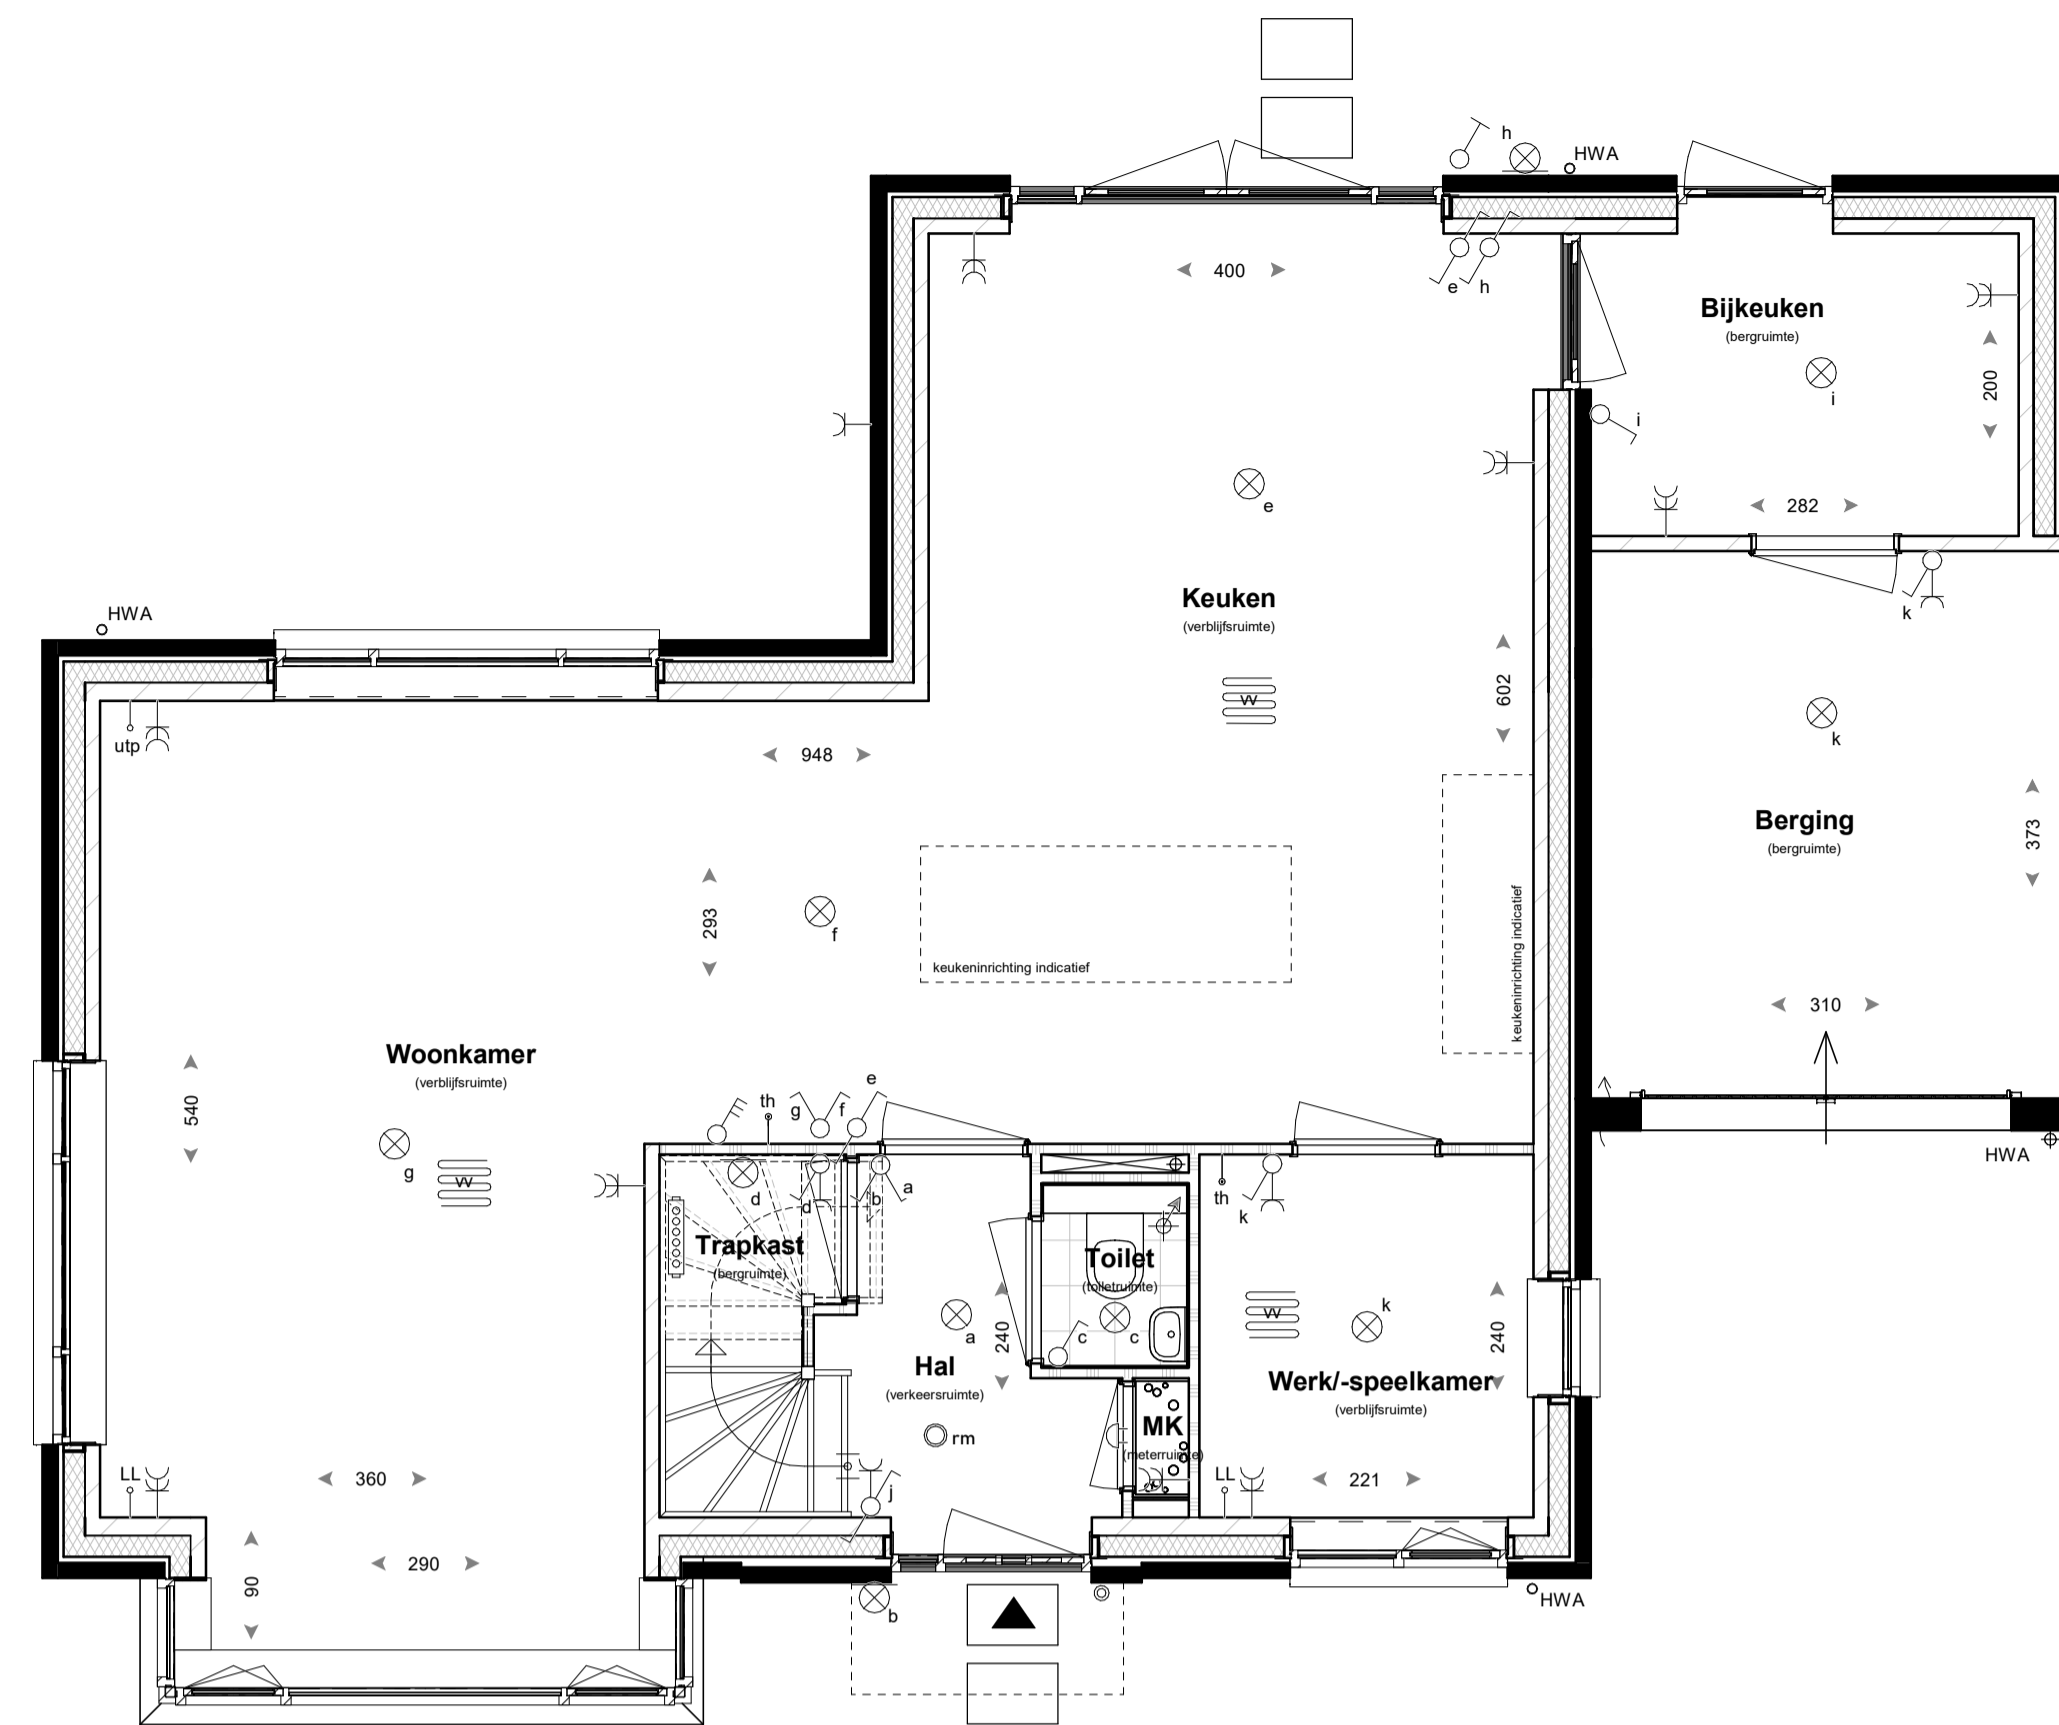 h
HWA
400
e
h
Bijkeuken
(bergruimte)
200
i
i
e
282
Keuken
(verblijfsruimte)
k
HWA
602
utp
948
k
Berging
(bergruimte)
373
293
f
keukeninrichting indicatief
keukeninrichting indicatief
310
Woonkamer
(verblijfsruimte)
540
g
th
g
f
e
HWA
d
d
b
a
th
k
Trapkast
(bergruimte)
Toilet
(toiletruimte)
a
240
c
c
k
240
Hal
(verkeersruimte)
Werk/-speelkamer
(verblijfsruimte)
rm
MK
(meterruimte)
LL
360
j
LL
221
290
90
b
HWA